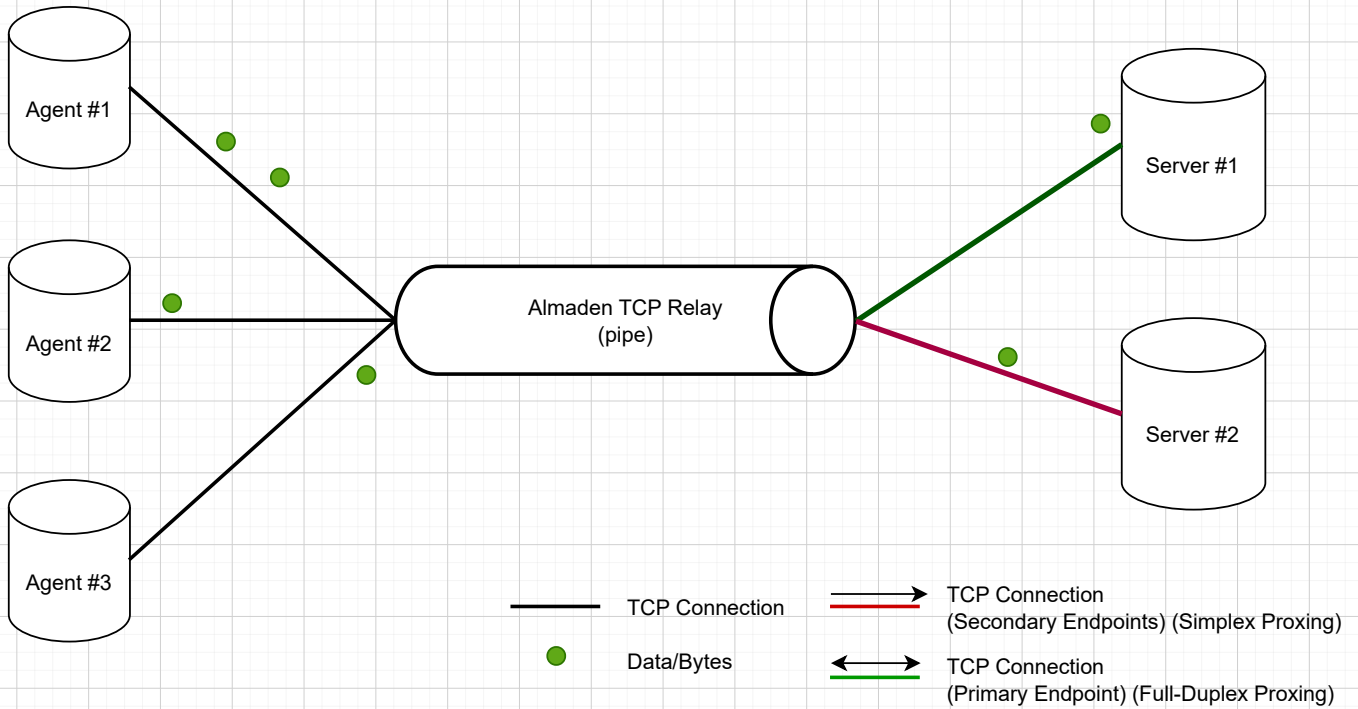 Agent #1
Server #1
Almaden TCP Relay
(pipe)
Agent #2
Server #2
Agent #3
TCP Connection
Data/Bytes
TCP Connection
(Secondary Endpoints) (Simplex Proxing)
TCP Connection
(Primary Endpoint) (Full-Duplex Proxing)